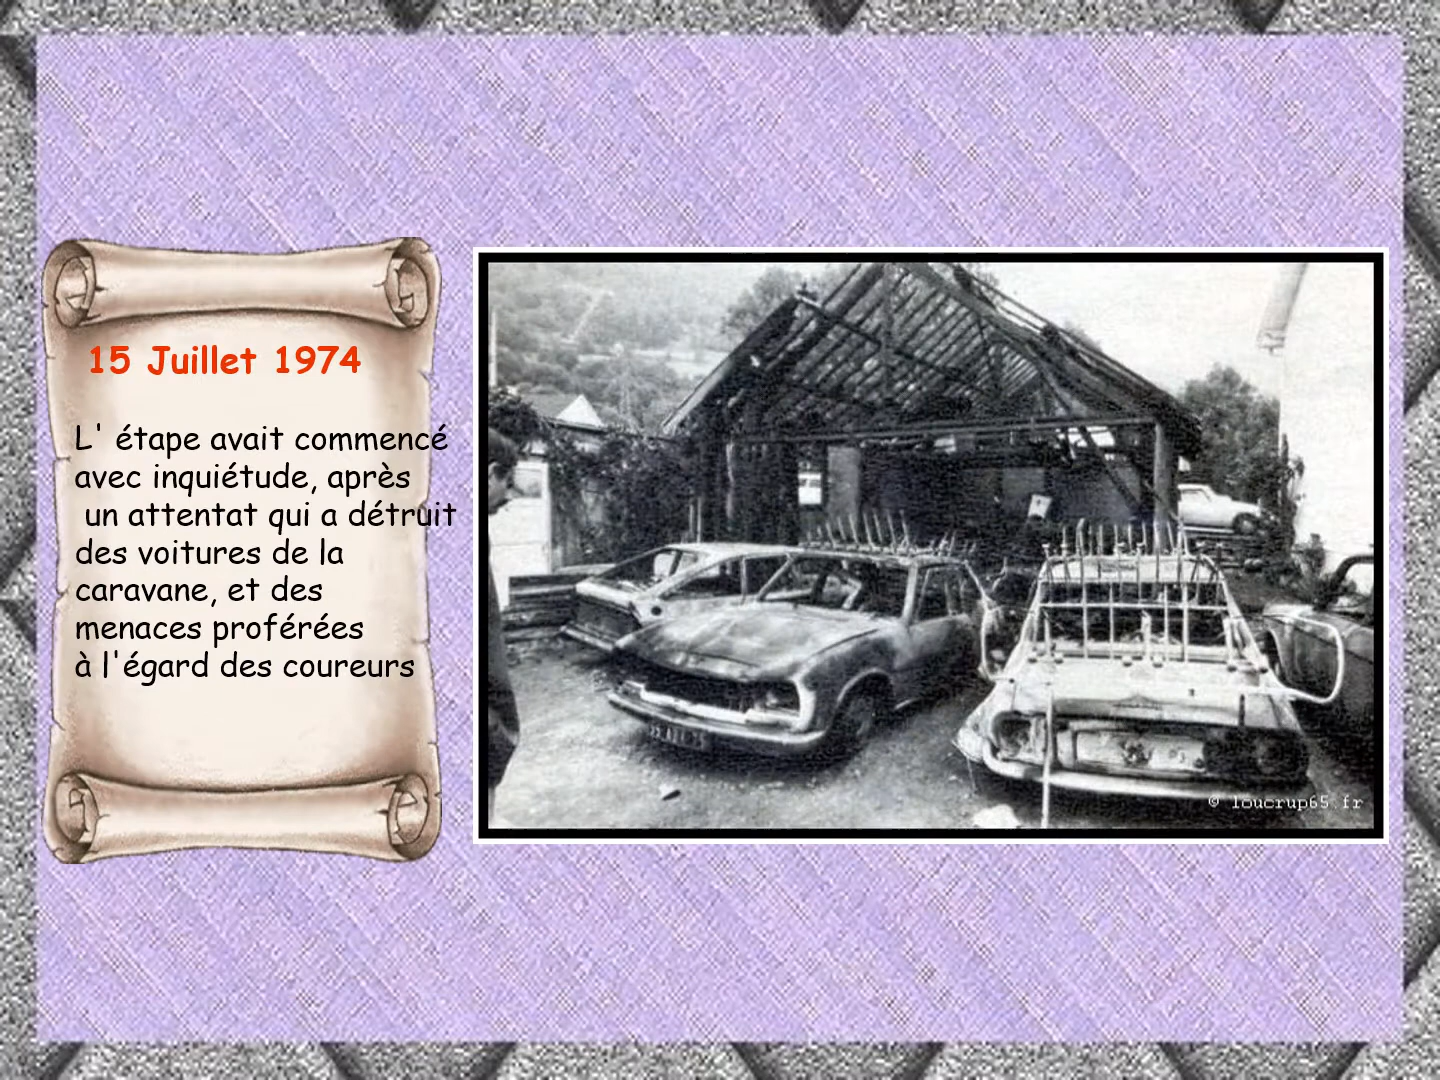 15 Juillet 1974
L' étape avait commencé
avec inquiétude, après
un attentat qui a détruit
des voitures de la
caravane, et des
menaces proférées
à l'égard des coureurs
© loucrup65.fr